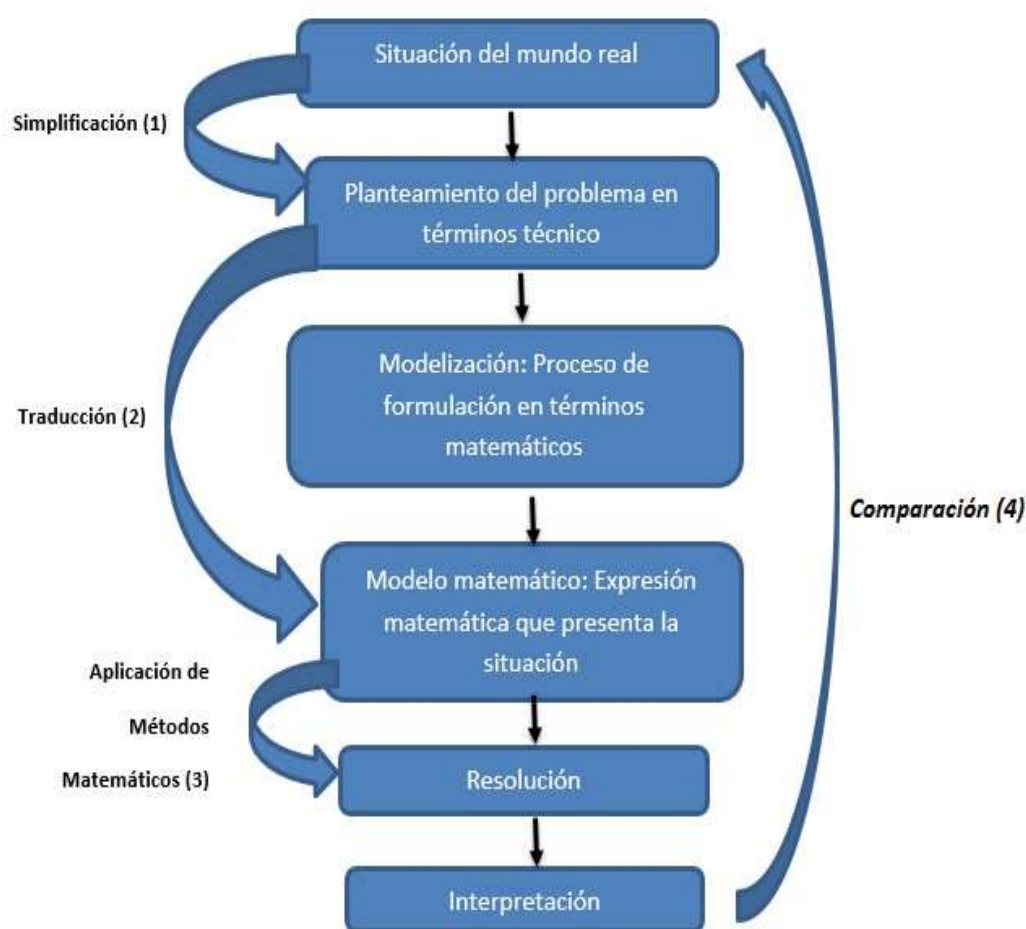 Situación del mundo real
Simplificación (1)
Planteamiento del problema en
términos técnico
Modelización: Proceso de
formulación en términos
matemáticos
Traducción (2)
Comparación (4)
Modelo matemático: Expresión
matemática que presenta la
situación
Aplicación de
Métodos
Matemáticos (3)
Resolución
Interpretación